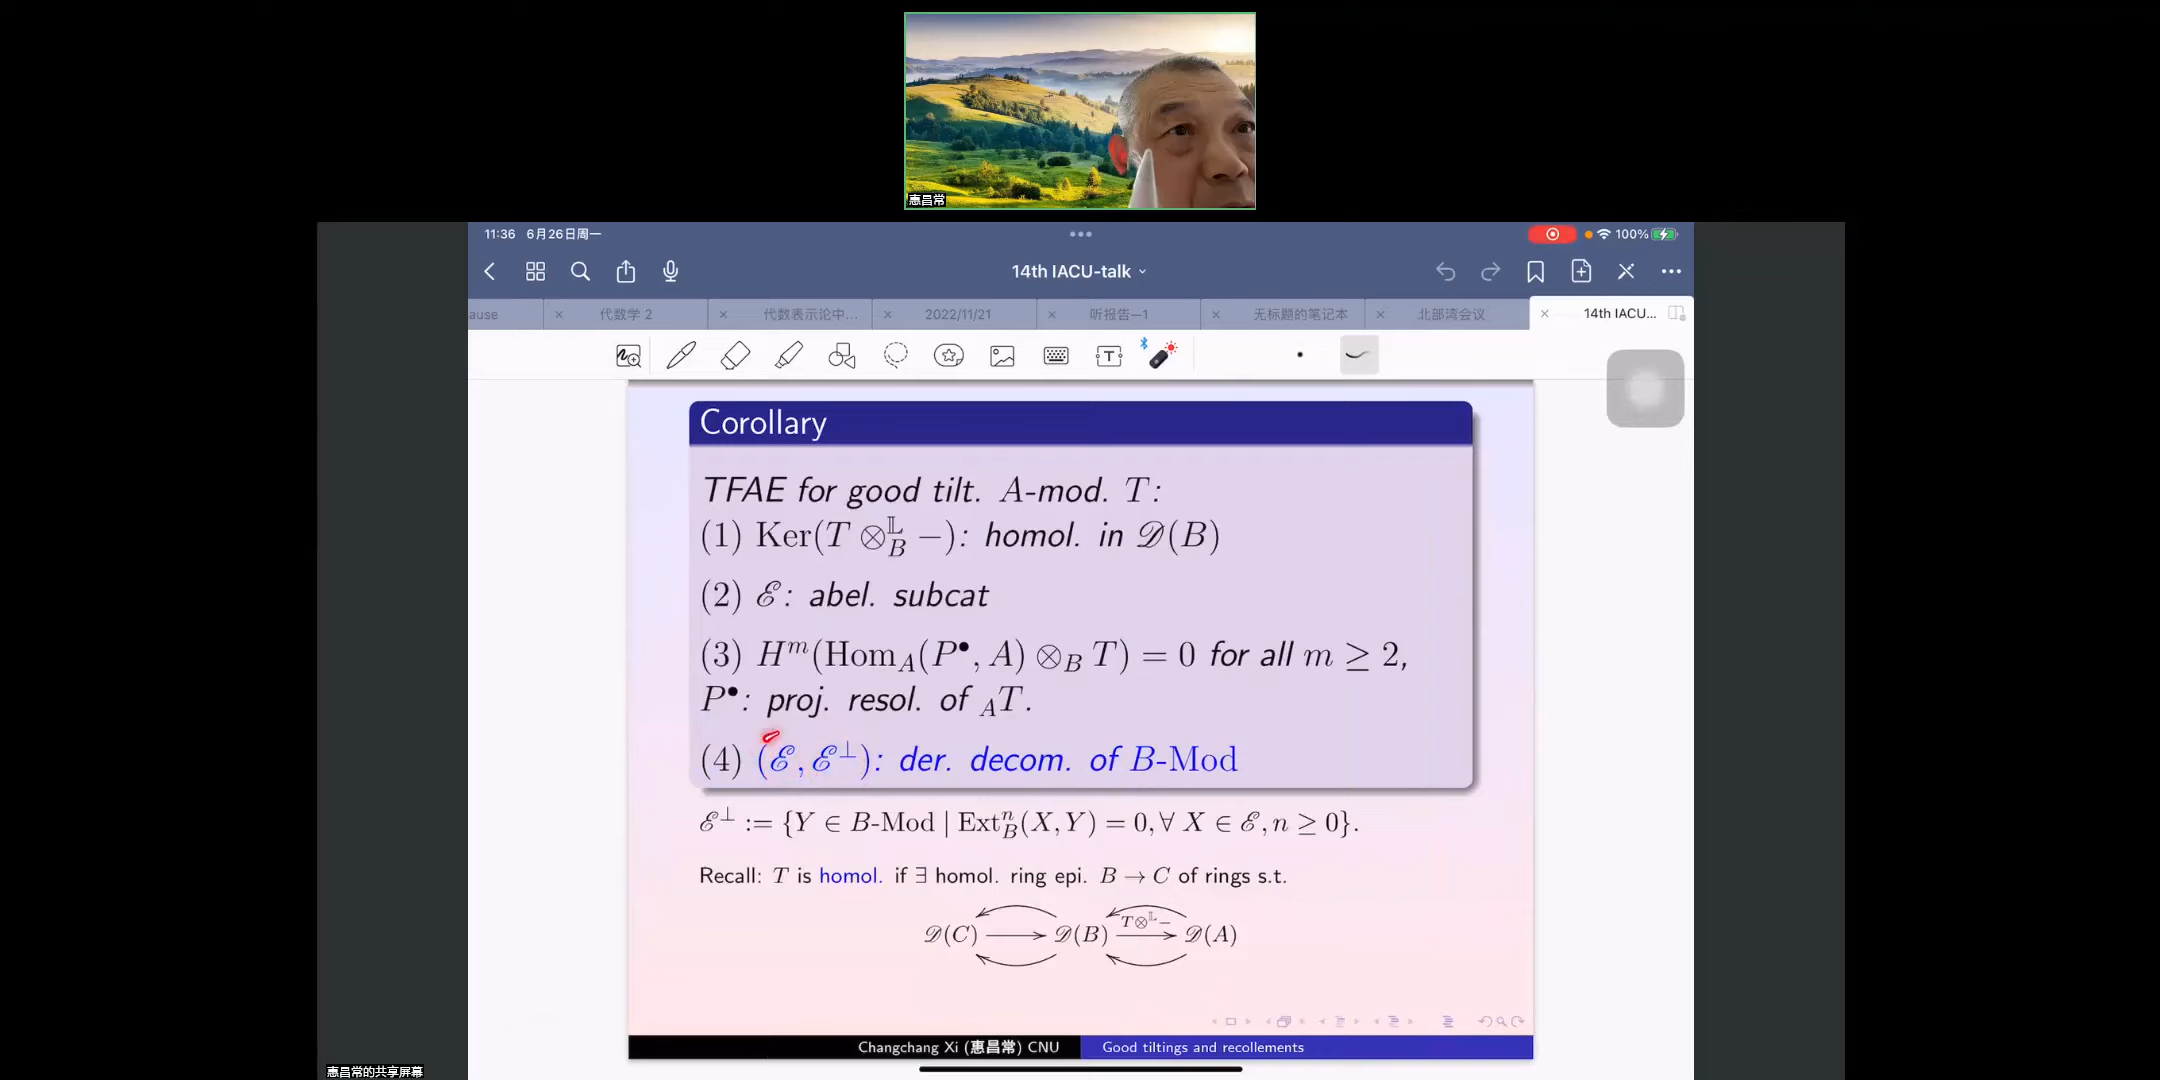 惠昌常
11:36 6月26日周一
100%
14th IACU-talk
ause
代数学 2
代数表示论中...
2022/11/21
听报告—1
无标题的笔记本
北部湾会议
14th IACU...
Corollary
TFAE for good tilt. A-mod. T:
(1) Ker(T ⊗_B^𝕃 −): homol. in 𝒟(B)
(2) ℰ: abel. subcat
(3) H^m(Hom_A(P^•, A) ⊗_B T) = 0 for all m ≥ 2,
P^•: proj. resol. of _AT.
(4) (ℰ, ℰ^⊥): der. decom. of B-Mod
ℰ^⊥ := {Y ∈ B-Mod | Ext_B^n(X, Y) = 0, ∀ X ∈ ℰ, n ≥ 0}.
Recall: T is homol. if ∃ homol. ring epi. B → C of rings s.t.
T⊗^𝕃−
𝒟(C) 𝒟(B) 𝒟(A)
Changchang Xi (惠昌常) CNU Good tiltings and recollements
惠昌常的共享屏幕